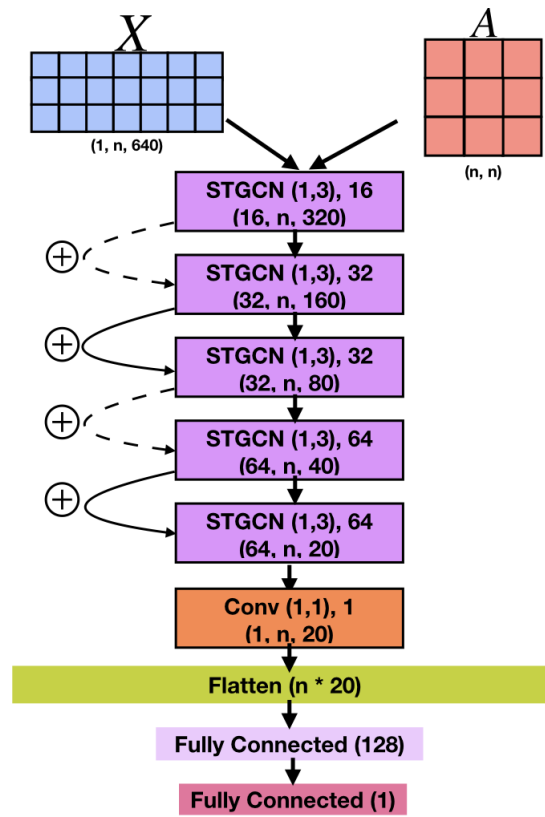 X
A
(1, n, 640)
(n, n)
STGCN (1,3), 16
(16, n, 320)
STGCN (1,3), 32
(32, n, 160)
STGCN (1,3), 32
(32, n, 80)
STGCN (1,3), 64
(64, n, 40)
STGCN (1,3), 64
(64, n, 20)
Conv (1,1), 1
(1, n, 20)
Flatten (n * 20)
Fully Connected (128)
Fully Connected (1)